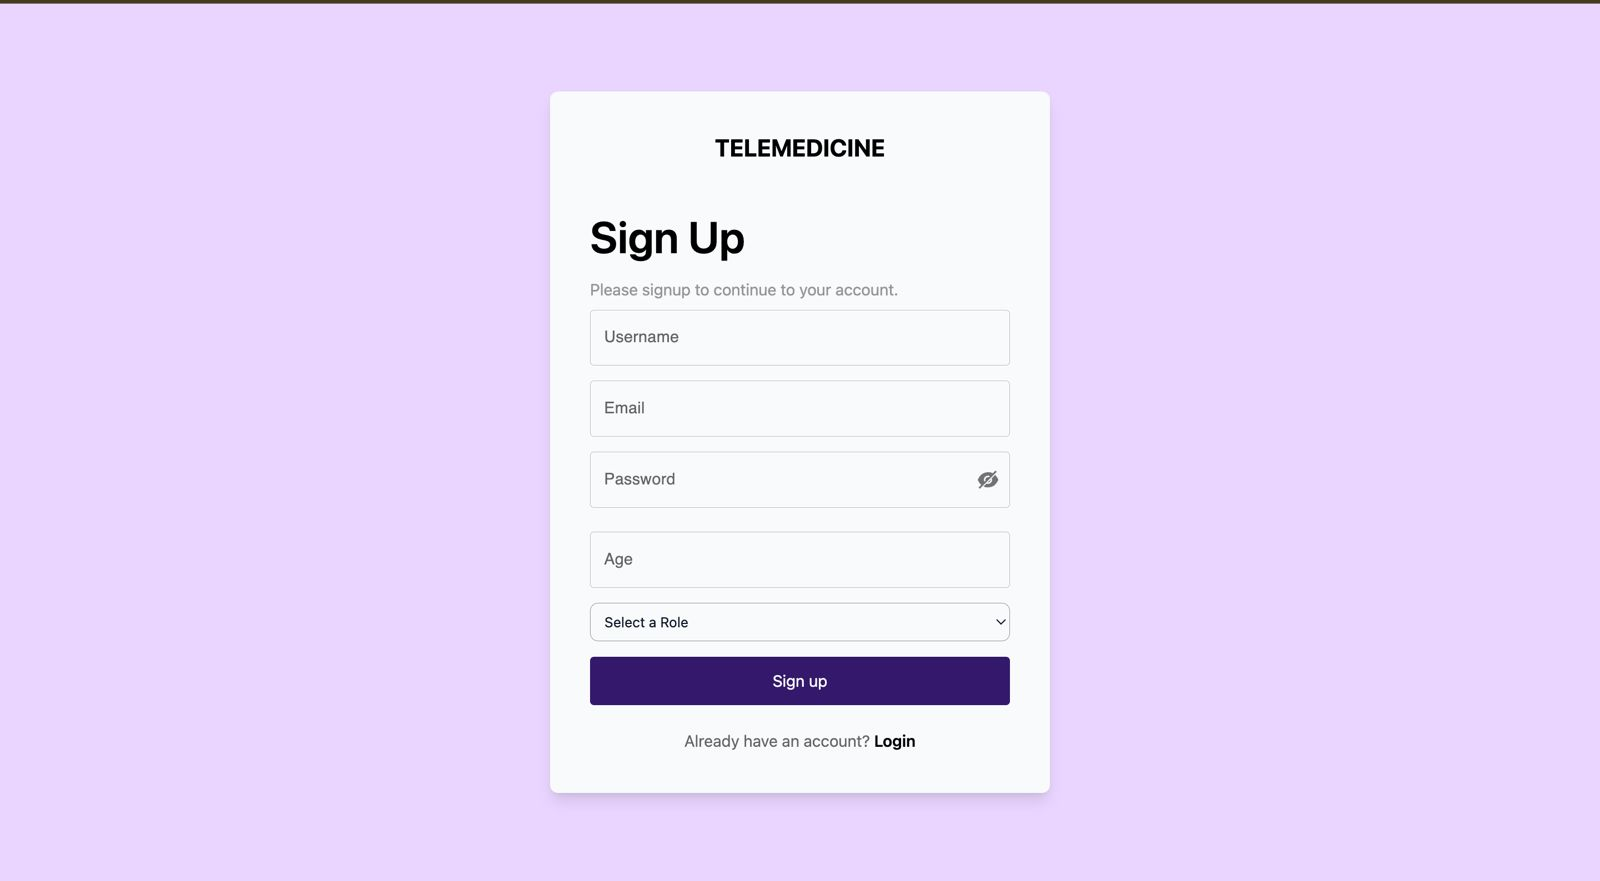 TELEMEDICINE
Sign Up
Please signup to continue to your account.
Username
Email
Password
Age
Select a Role
Sign up
Already have an account? Login